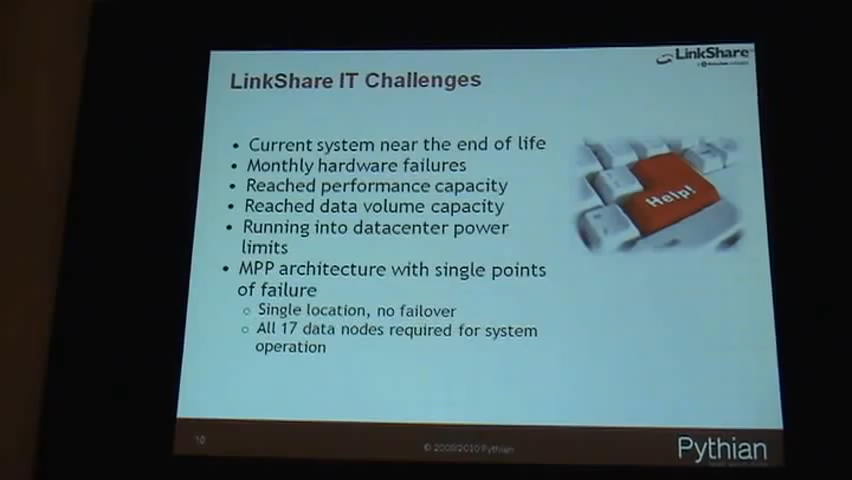 LinkShare
LinkShare IT Challenges
• Current system near the end of life
• Monthly hardware failures
• Reached performance capacity
• Reached data volume capacity
• Running into datacenter power
limits
• MPP architecture with single points
of failure
○ Single location, no failover
○ All 17 data nodes required for system
operation
Help!
10
© 2009/2010 Pythian
Pythian